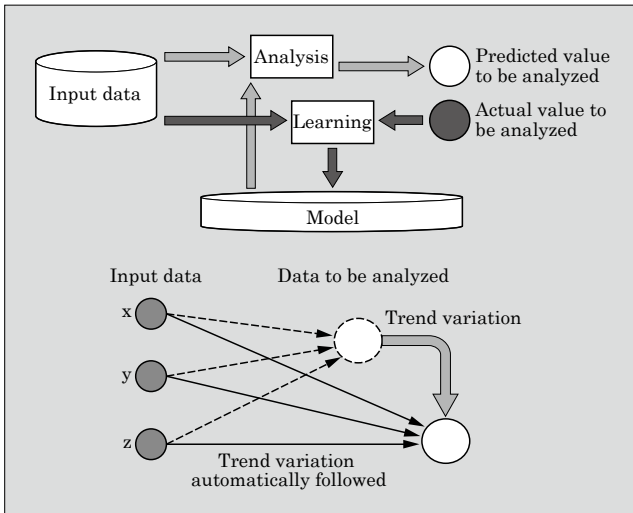 Analysis
Predicted value
to be analyzed
Input data
Learning
Actual value to
be analyzed
Model
Input data
Data to be analyzed
x
Trend variation
y
z
Trend variation
automatically followed